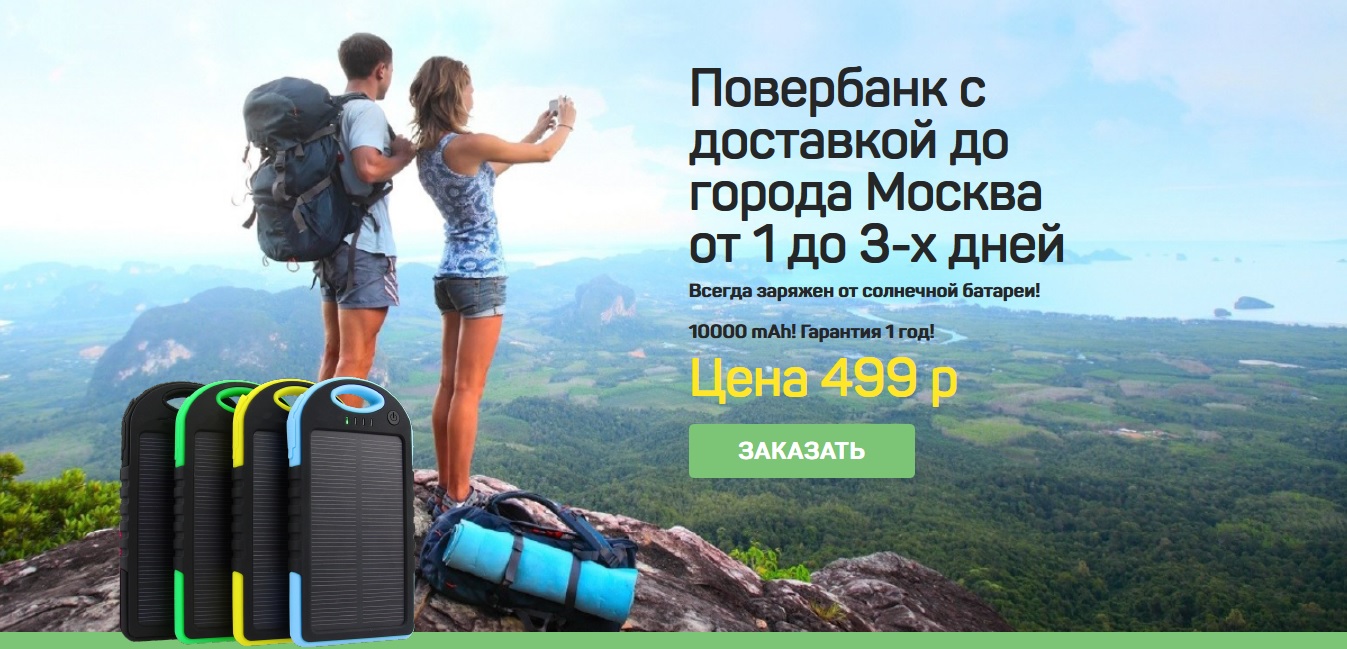 Повербанк с
доставкой до
города Москва
от 1 до 3-х дней
Всегда заряжен от солнечной батареи!
10000 mAh! Гарантия 1 год!
Цена 499 р
ЗАКАЗАТЬ